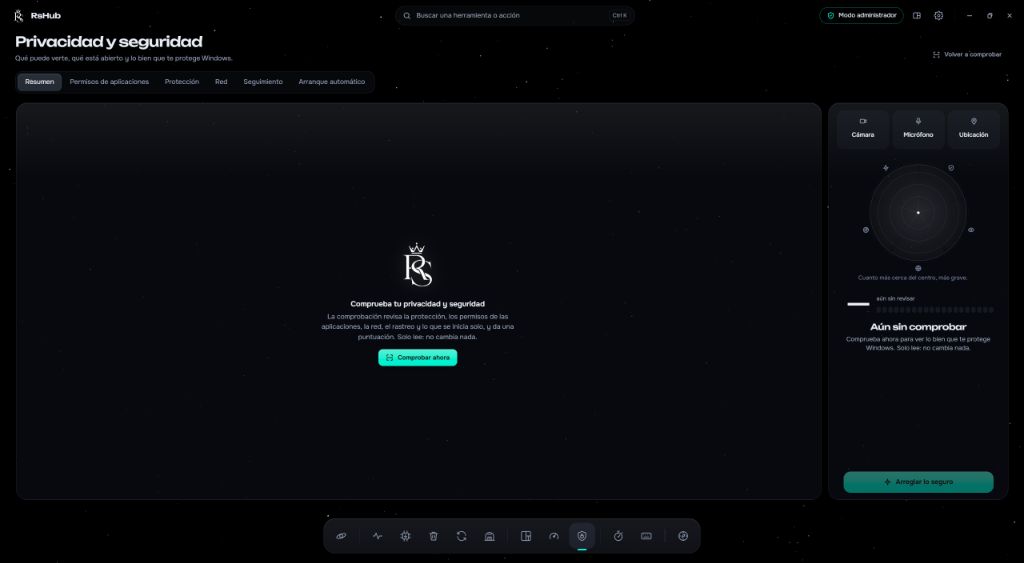 RsHub
Buscar una herramienta o acción
Ctrl K
Modo administrador
Privacidad y seguridad
Qué puede verte, qué está abierto y lo bien que te protege Windows.
Volver a comprobar
Resumen
Permisos de aplicaciones
Protección
Red
Seguimiento
Arranque automático
Cámara
Micrófono
Ubicación
RS
Comprueba tu privacidad y seguridad
La comprobación revisa la protección, los permisos de las
aplicaciones, la red, el rastreo y lo que se inicia solo, y da una
puntuación. Solo lee: no cambia nada.
Comprobar ahora
Cuanto más cerca del centro, más grave.
aún sin revisar
Aún sin comprobar
Comprueba ahora para ver lo bien que te protege
Windows. Solo lee: no cambia nada.
Arreglar lo seguro